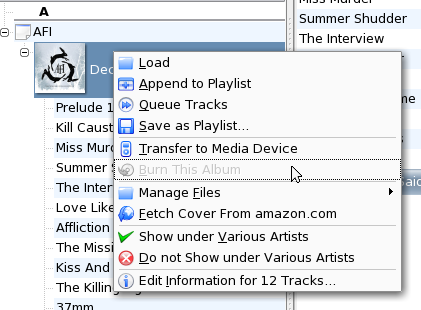 Miss Murder
A
Summer Shudder
AFI
The Interview
Dec
Load
Append to Playlist
Queue Tracks
Save as Playlist...
Transfer to Media Device
Burn This Album
Manage Files
Fetch Cover From amazon.com
Show under Various Artists
Do not Show under Various Artists
Edit Information for 12 Tracks...
Prelude 1
Kill Caust
Miss Murd
Summer
The Inter
Love Like
Affliction
The Missi
Kiss And
The Killing
37mm
me